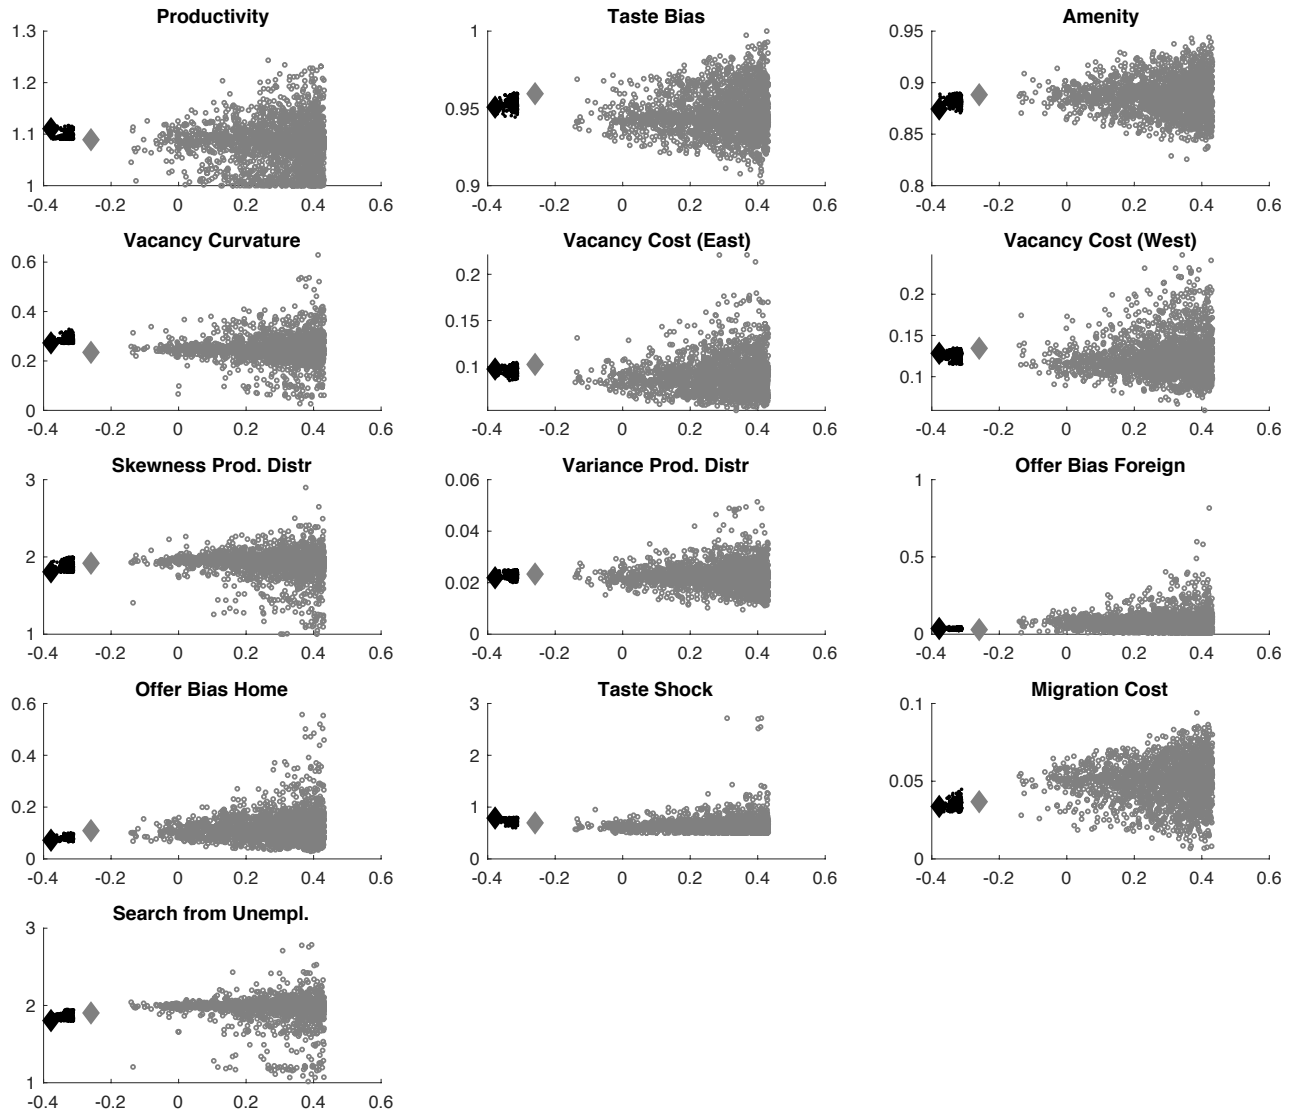 Productivity
1.3
1.2
1.1
1
-0.4 -0.2 0 0.2 0.4 0.6
Taste Bias
1
0.95
0.9
-0.4 -0.2 0 0.2 0.4 0.6
Amenity
0.95
0.9
0.85
0.8
-0.4 -0.2 0 0.2 0.4 0.6
Vacancy Curvature
0.6
0.4
0.2
0
-0.4 -0.2 0 0.2 0.4 0.6
Vacancy Cost (East)
0.2
0.15
0.1
-0.4 -0.2 0 0.2 0.4 0.6
Vacancy Cost (West)
0.2
0.15
0.1
-0.4 -0.2 0 0.2 0.4 0.6
Skewness Prod. Distr
3
2
1
-0.4 -0.2 0 0.2 0.4 0.6
Variance Prod. Distr
0.06
0.04
0.02
0
-0.4 -0.2 0 0.2 0.4 0.6
Offer Bias Foreign
1
0.5
0
-0.4 -0.2 0 0.2 0.4 0.6
Offer Bias Home
0.6
0.4
0.2
0
-0.4 -0.2 0 0.2 0.4 0.6
Taste Shock
3
2
1
0
-0.4 -0.2 0 0.2 0.4 0.6
Migration Cost
0.1
0.05
0
-0.4 -0.2 0 0.2 0.4 0.6
Search from Unempl.
3
2
1
-0.4 -0.2 0 0.2 0.4 0.6